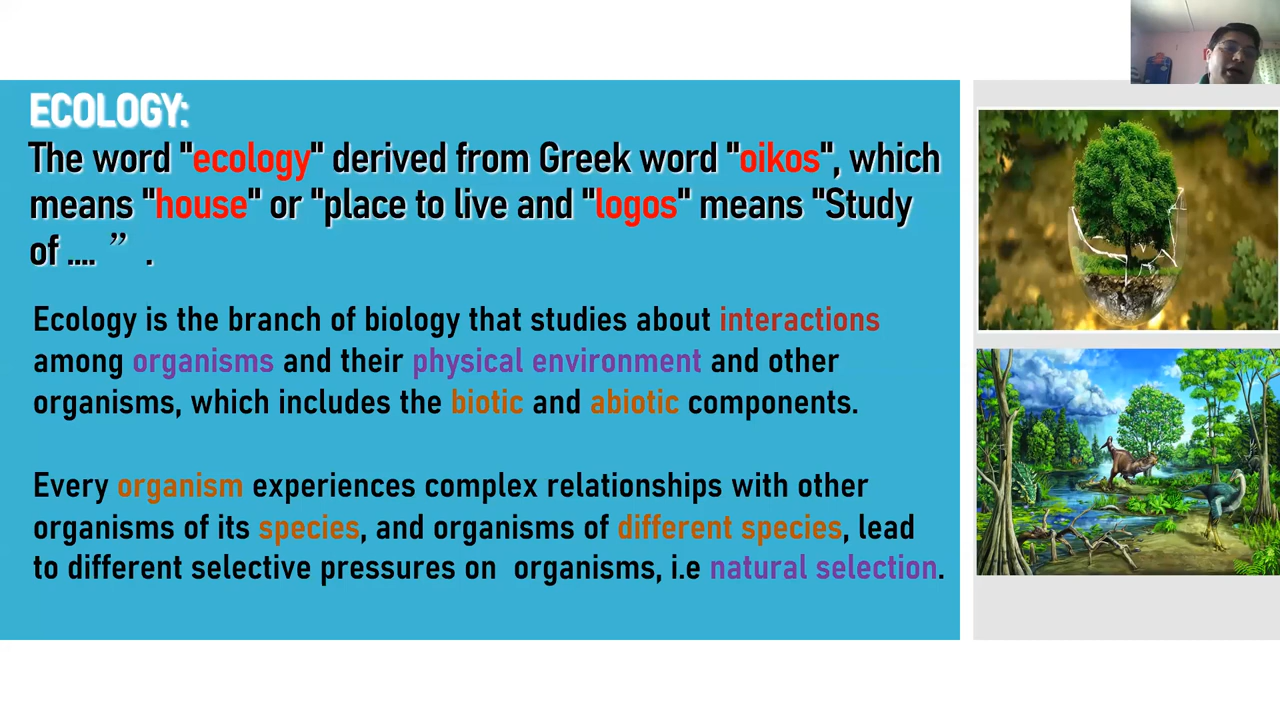 ECOLOGY:
The word "ecology" derived from Greek word "oikos", which
means "house" or "place to live and "logos" means "Study
of .... ” .
Ecology is the branch of biology that studies about interactions
among organisms and their physical environment and other
organisms, which includes the biotic and abiotic components.
Every organism experiences complex relationships with other
organisms of its species, and organisms of different species, lead
to different selective pressures on  organisms, i.e natural selection.